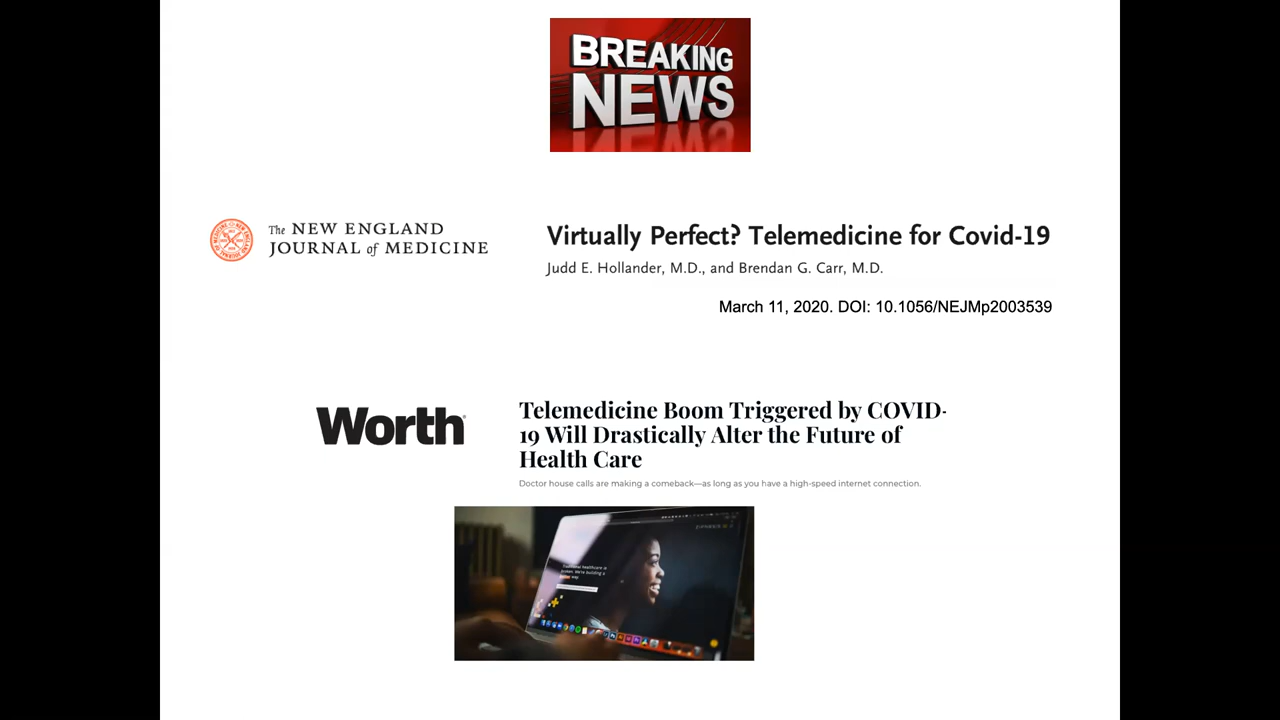 BREAKING
NEWS
The NEW ENGLAND
JOURNAL of MEDICINE
Virtually Perfect? Telemedicine for Covid-19
Judd E. Hollander, M.D., and Brendan G. Carr, M.D.
March 11, 2020. DOI: 10.1056/NEJMp2003539
Worth
Telemedicine Boom Triggered by COVID-
19 Will Drastically Alter the Future of
Health Care
Doctor house calls are making a comeback—as long as you have a high-speed internet connection.